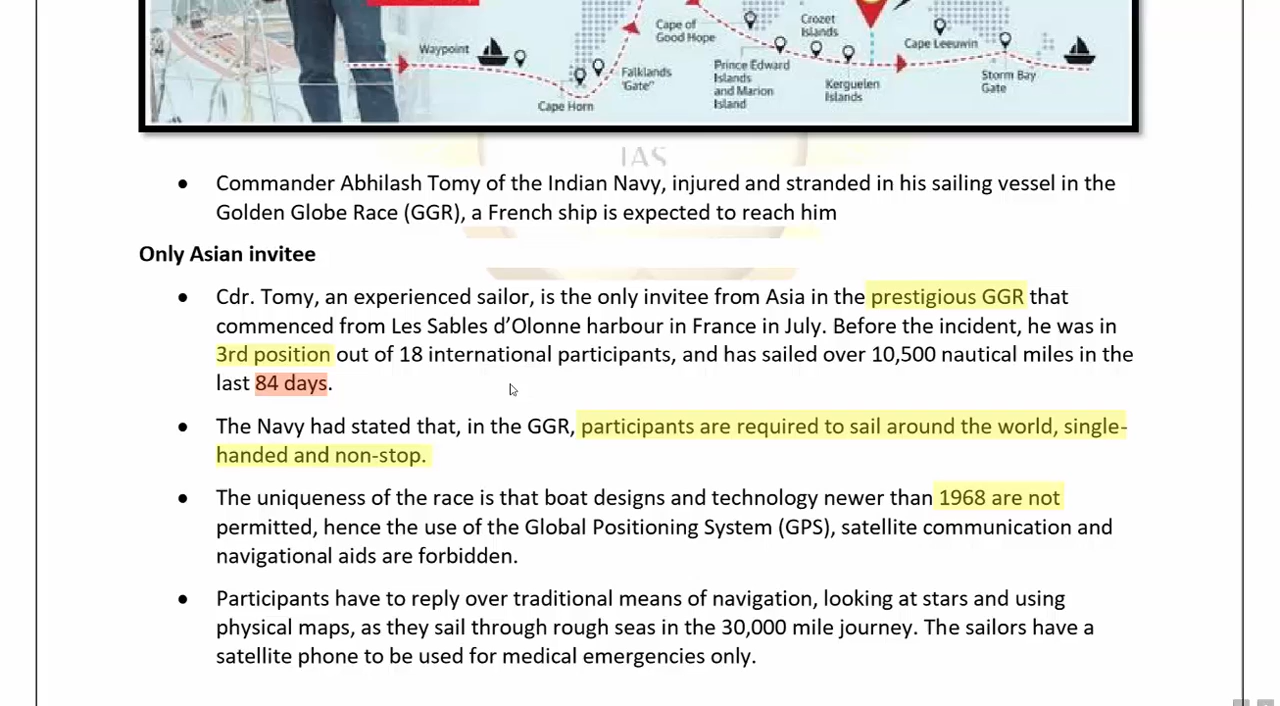 Cape of
Good Hope
Crozet
Islands
Waypoint
Cape Leeuwin
Falklands
'Gate"
Prince Edward
Islands
and Marion
Island
Kerguelen
Islands
Storm Bay
Gate
Cape Horn
IAS
• Commander Abhilash Tomy of the Indian Navy, injured and stranded in his sailing vessel in the
Golden Globe Race (GGR), a French ship is expected to reach him
Only Asian invitee
• Cdr. Tomy, an experienced sailor, is the only invitee from Asia in the prestigious GGR that
commenced from Les Sables d’Olonne harbour in France in July. Before the incident, he was in
3rd position out of 18 international participants, and has sailed over 10,500 nautical miles in the
last 84 days.
• The Navy had stated that, in the GGR, participants are required to sail around the world, single-
handed and non-stop.
• The uniqueness of the race is that boat designs and technology newer than 1968 are not
permitted, hence the use of the Global Positioning System (GPS), satellite communication and
navigational aids are forbidden.
• Participants have to reply over traditional means of navigation, looking at stars and using
physical maps, as they sail through rough seas in the 30,000 mile journey. The sailors have a
satellite phone to be used for medical emergencies only.